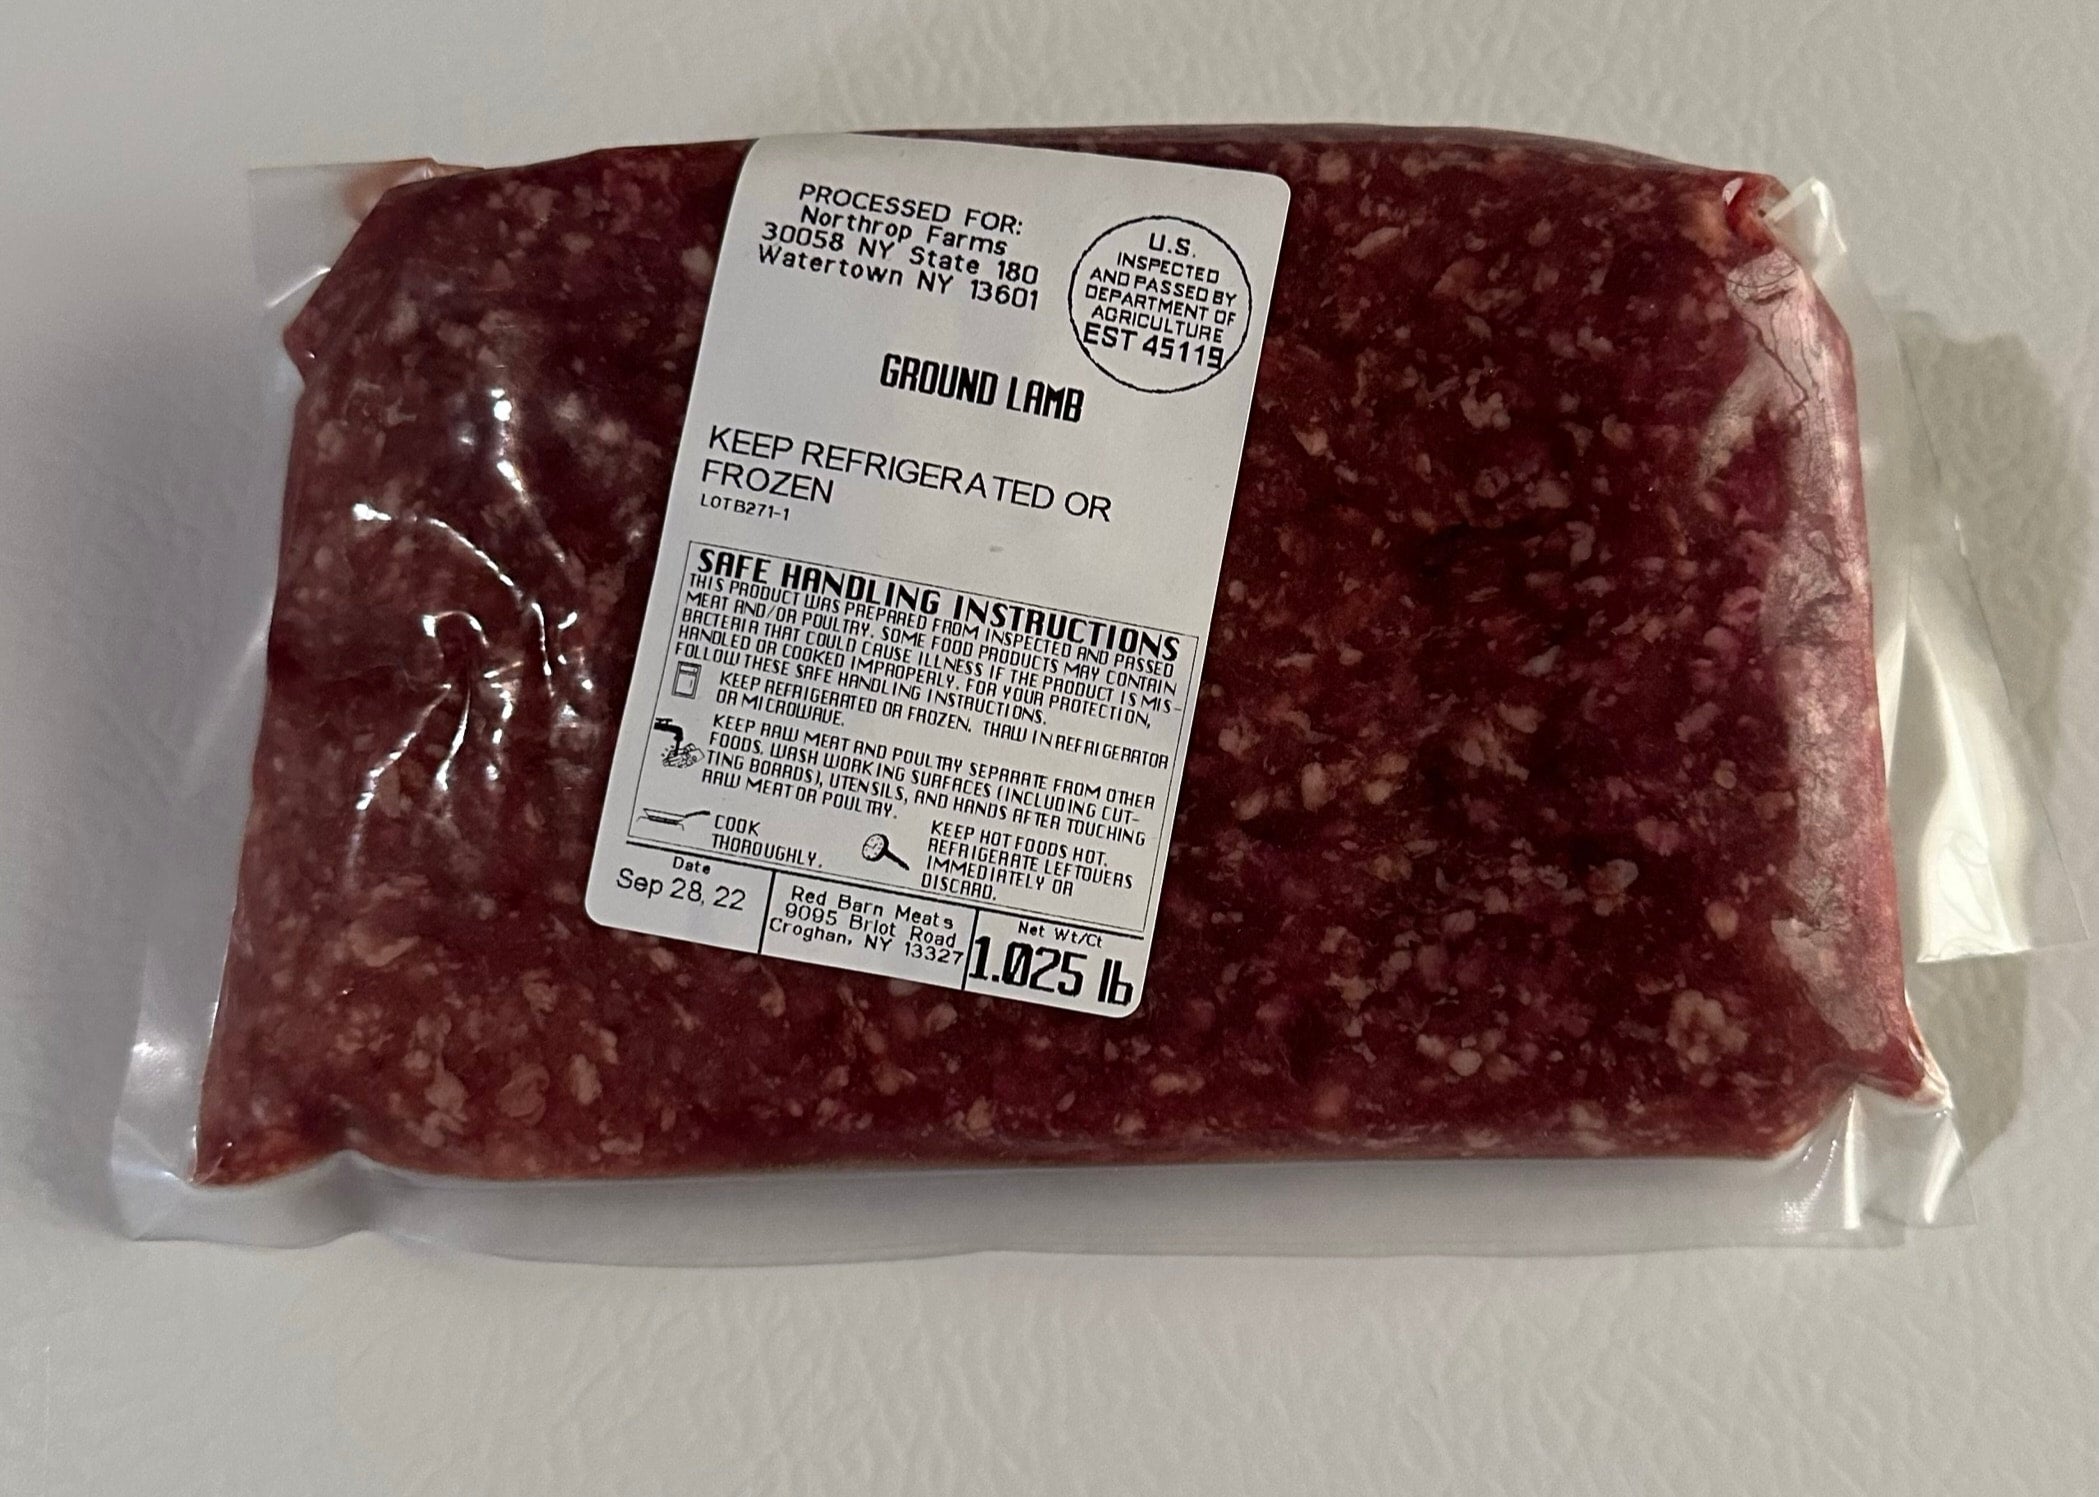 PROCESSED FOR:
Northrop Farms
30058 NY State 180
Watertown NY 13601
U.S.
INSPECTED
AND PASSED BY
DEPARTMENT OF
AGRICULTURE
EST 45119
GROUND LAMB
KEEP REFRIGERATED OR
FROZEN
LOTB271-1
SAFE HANDLING INSTRUCTIONS
THIS PRODUCT WAS PREPARED FROM INSPECTED AND PASSED
MEAT AND/OR POULTRY. SOME FOOD PRODUCTS MAY CONTAIN
BACTERIA THAT COULD CAUSE ILLNESS IF THE PRODUCT IS MIS-
HANDLED OR COOKED IMPROPERLY. FOR YOUR PROTECTION,
FOLLOW THESE SAFE HANDLING INSTRUCTIONS.
KEEP REFRIGERATED OR FROZEN. THAW IN REFRIGERATOR
OR MICROWAVE.
KEEP RAW MEAT AND POULTRY SEPARATE FROM OTHER
FOODS. WASH WORKING SURFACES (INCLUDING CUT-
TING BOARDS), UTENSILS, AND HANDS AFTER TOUCHING
RAW MEAT OR POULTRY.
COOK
THOROUGHLY.
KEEP HOT FOODS HOT.
REFRIGERATE LEFTOVERS
IMMEDIATELY OR
DISCARD.
Date
Sep 28, 22
Red Barn Meats
9095 Briot Road
Croghan, NY 13327
Net Wt/Ct
1.025 lb